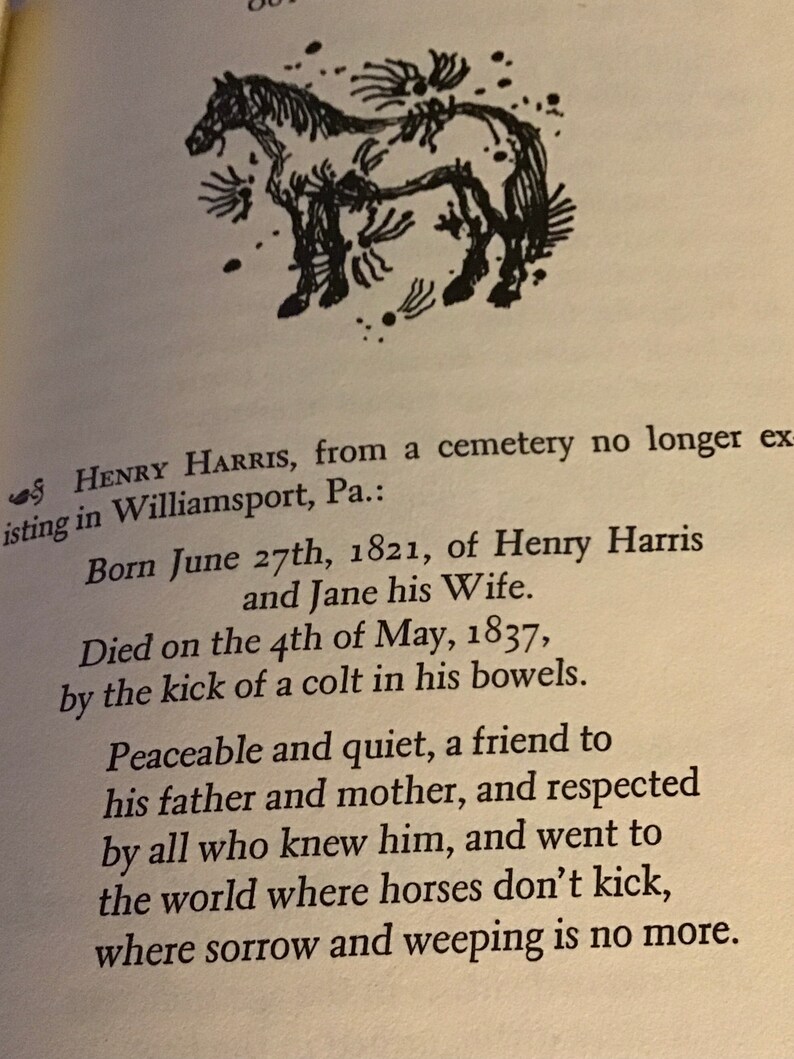 HENRY HARRIS, from a cemetery no longer ex-
isting in Williamsport, Pa.:
Born June 27th, 1821, of Henry Harris
and Jane his Wife.
Died on the 4th of May, 1837,
by the kick of a colt in his bowels.
Peaceable and quiet, a friend to
his father and mother, and respected
by all who knew him, and went to
the world where horses don't kick,
where sorrow and weeping is no more.